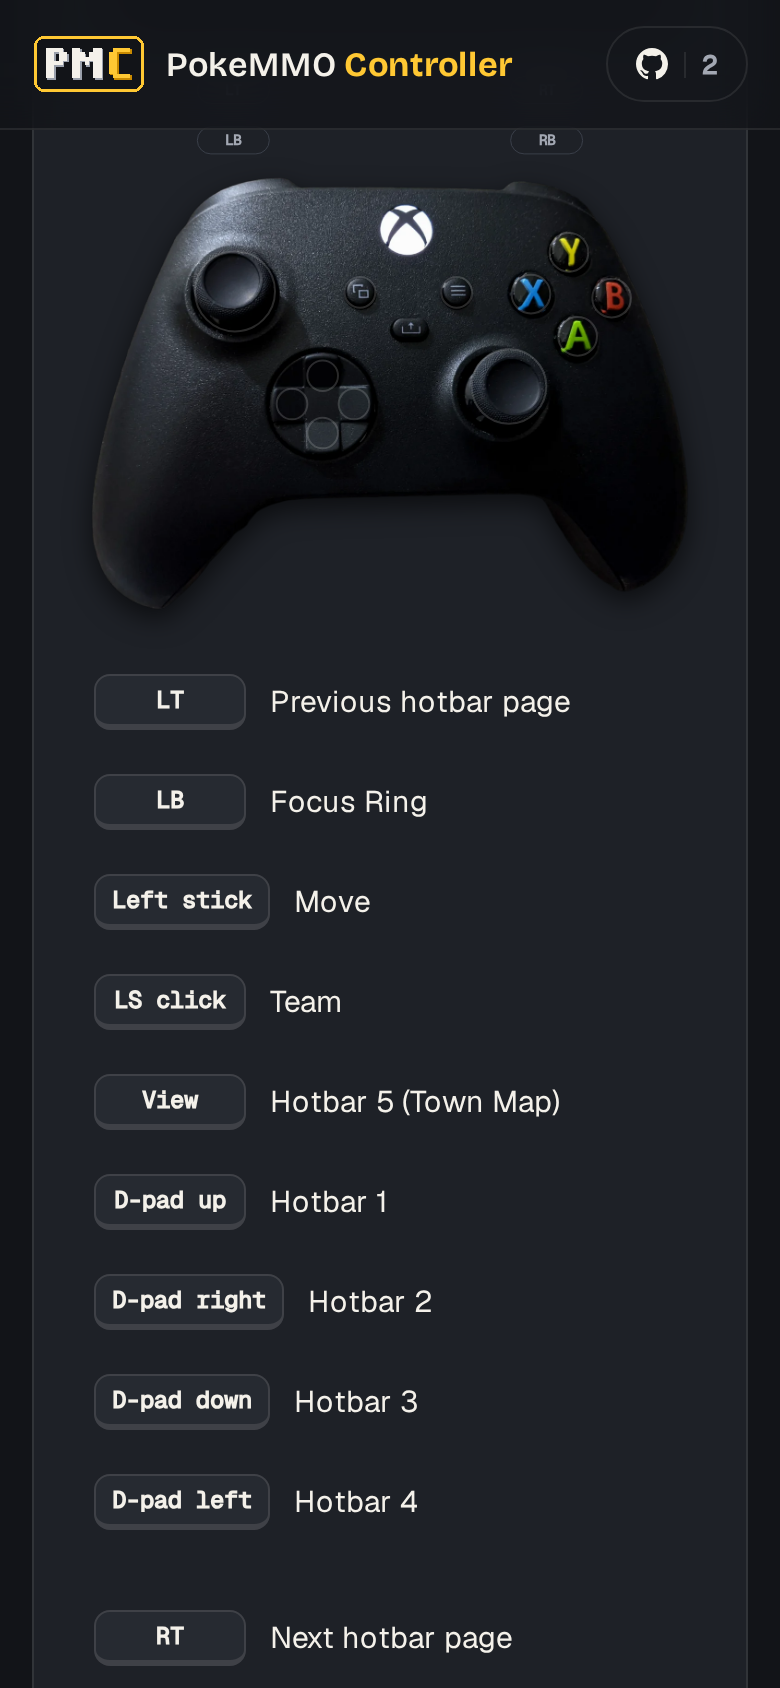 PMC PokeMMO Controller 2
LB RB
Y
X B
A
LT Previous hotbar page
LB Focus Ring
Left stick Move
LS click Team
View Hotbar 5 (Town Map)
D-pad up Hotbar 1
D-pad right Hotbar 2
D-pad down Hotbar 3
D-pad left Hotbar 4
RT Next hotbar page